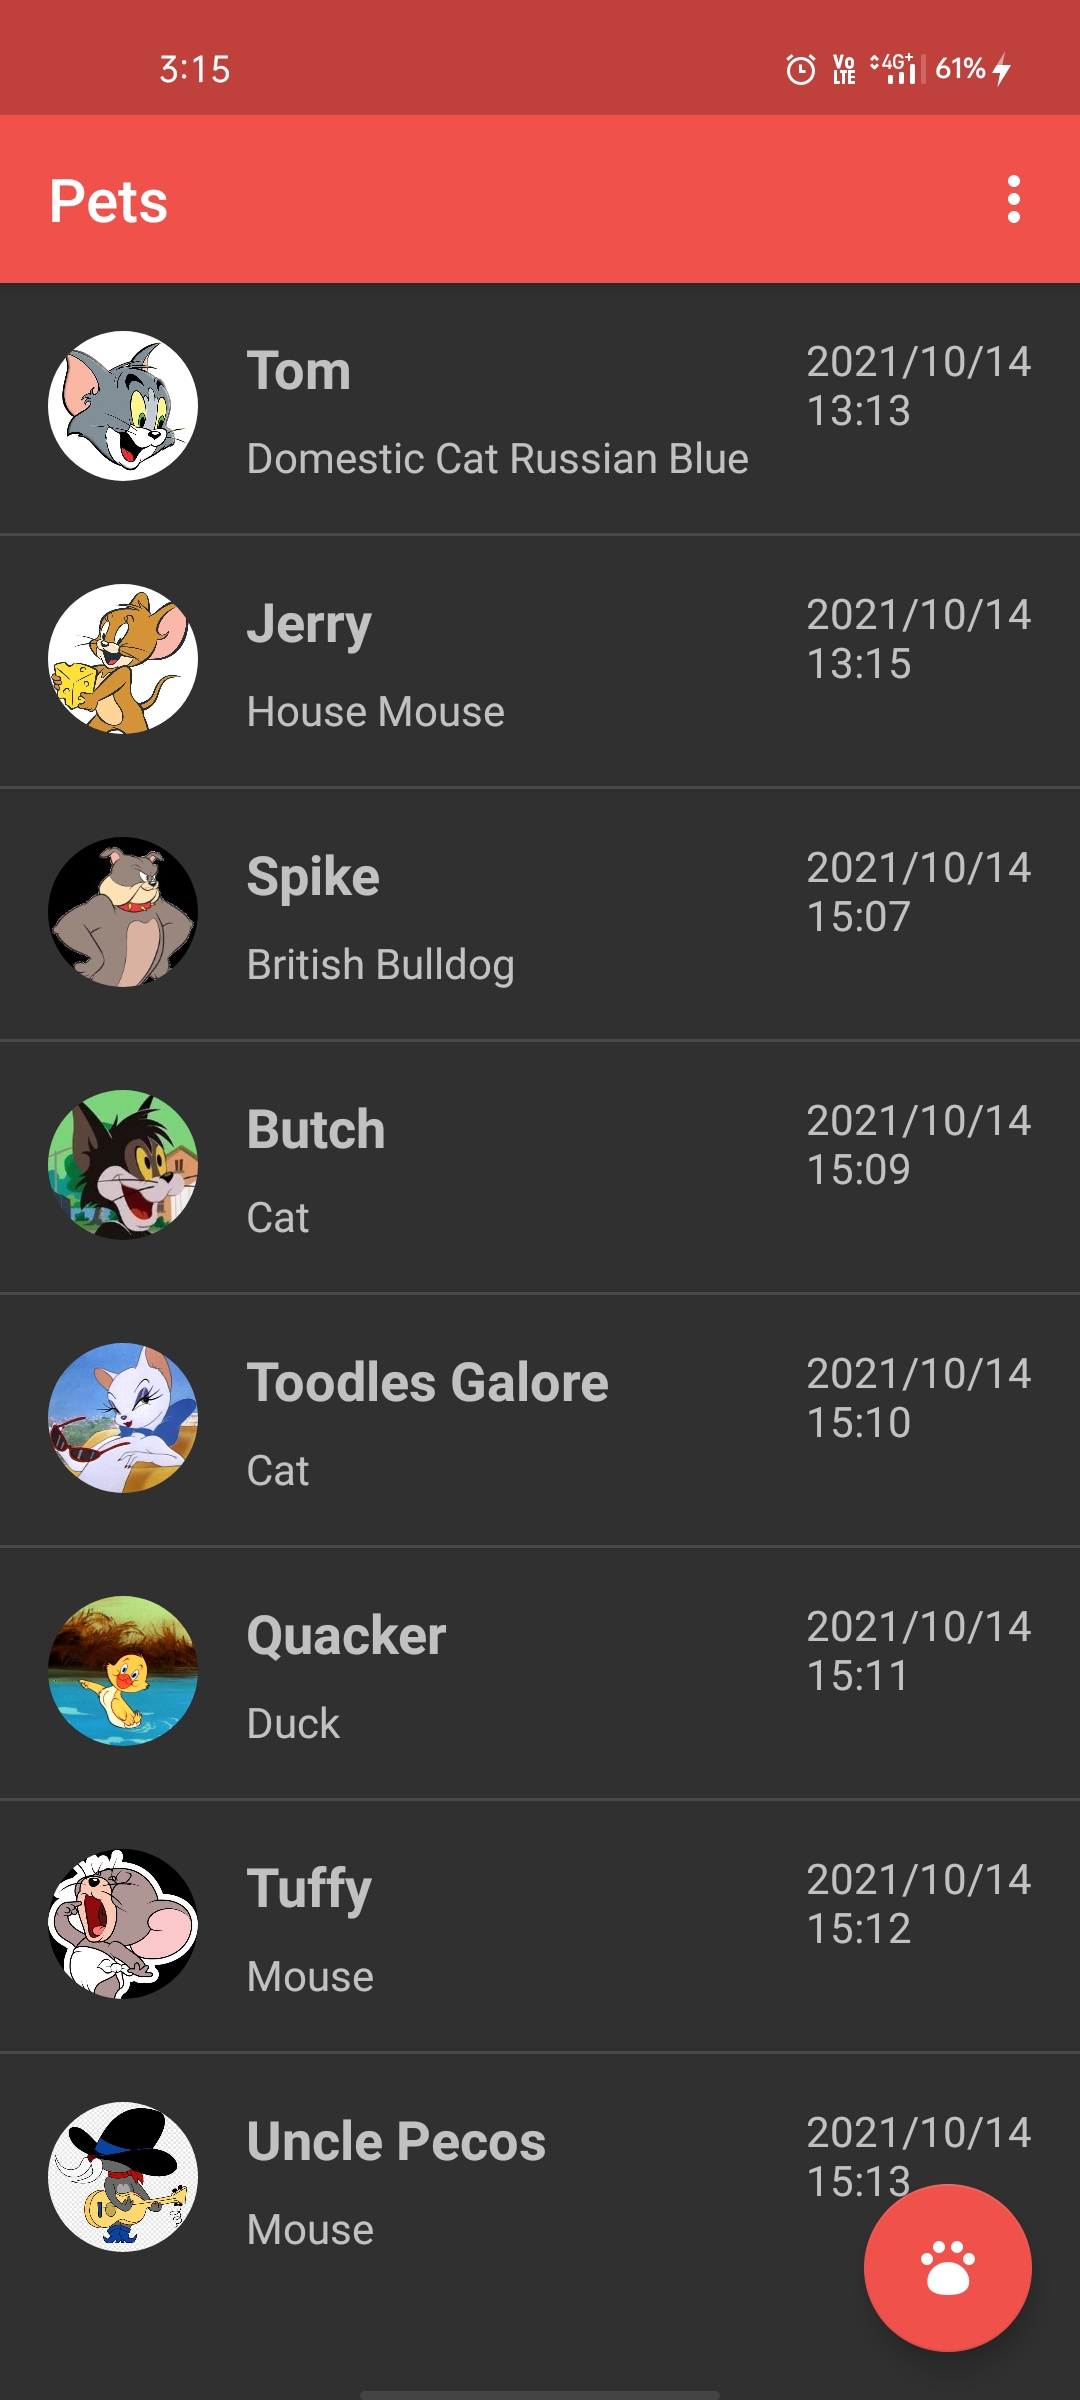 3:15 Vo LTE 4G+ 61%
Pets
Tom 2021/10/14
13:13
Domestic Cat Russian Blue
Jerry 2021/10/14
13:15
House Mouse
Spike 2021/10/14
15:07
British Bulldog
Butch 2021/10/14
15:09
Cat
Toodles Galore 2021/10/14
15:10
Cat
Quacker 2021/10/14
15:11
Duck
Tuffy 2021/10/14
15:12
Mouse
Uncle Pecos 2021/10/14
15:13
Mouse